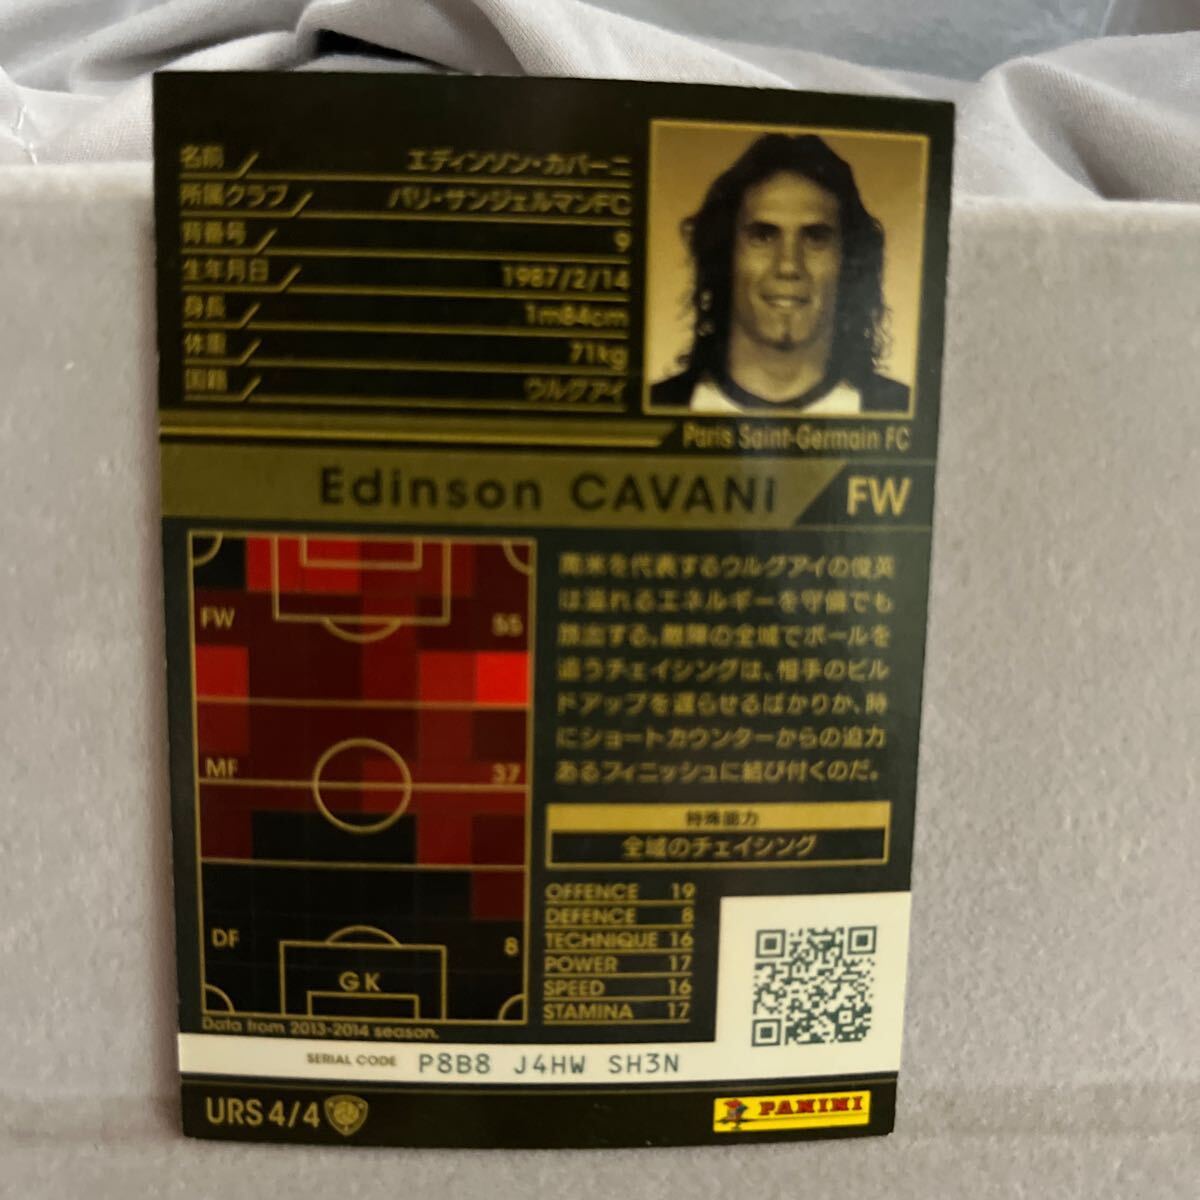 名前 エディンソン・カバーニ
所属クラブ パリ・サンジェルマンFC
背番号 9
生年月日 1987/2/14
身長 1m84cm
体重 71kg
国籍 ウルグアイ
Paris Saint-Germain FC
Edinson CAVANI FW
南米を代表するウルグアイの俊英
は溢れるエネルギーを守備でも
放出する。敵陣の全域でボールを
追うチェイシングは、相手のビル
ドアップを遅らせるばかりか、時
にショートカウンターからの迫力
あるフィニッシュに結び付くのだ。
特殊能力
全域のチェイシング
FW 55
MF 37
DF 8
GK
Data from 2013-2014 season.
OFFENCE 19
DEFENCE 8
TECHNIQUE 16
POWER 17
SPEED 16
STAMINA 17
SERIAL CODE P8B8 J4HW SH3N
URS 4/4
PANINI